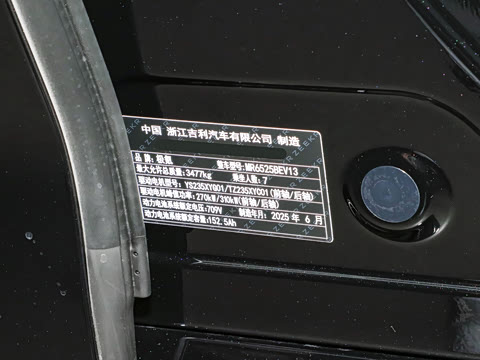 中国 浙江吉利汽车有限公司 制造
品牌:极氪 整车型号:MR6525BEV13
最大允许总质量:3477kg 乘坐人数:7
驱动电机型号:YS235XYG01/TZ235XYC01(前轴/后轴)
驱动电机峰值功率:270kW/310kW(前轴/后轴)
动力电池系统额定电压:709V 制造年月:2025 年 6 月
动力电池系统额定容量:152.5Ah